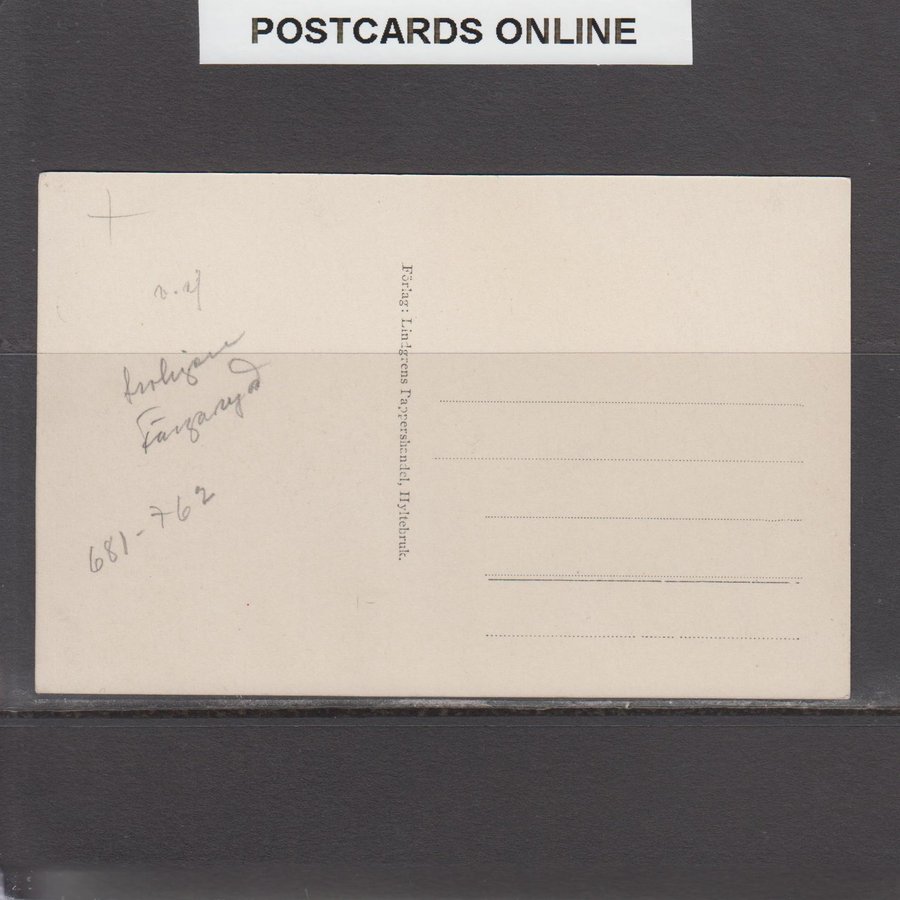 POSTCARDS ONLINE
Färgaryd
681-762
Förlag: Lindgrens Pappershandel, Hyltebruk.